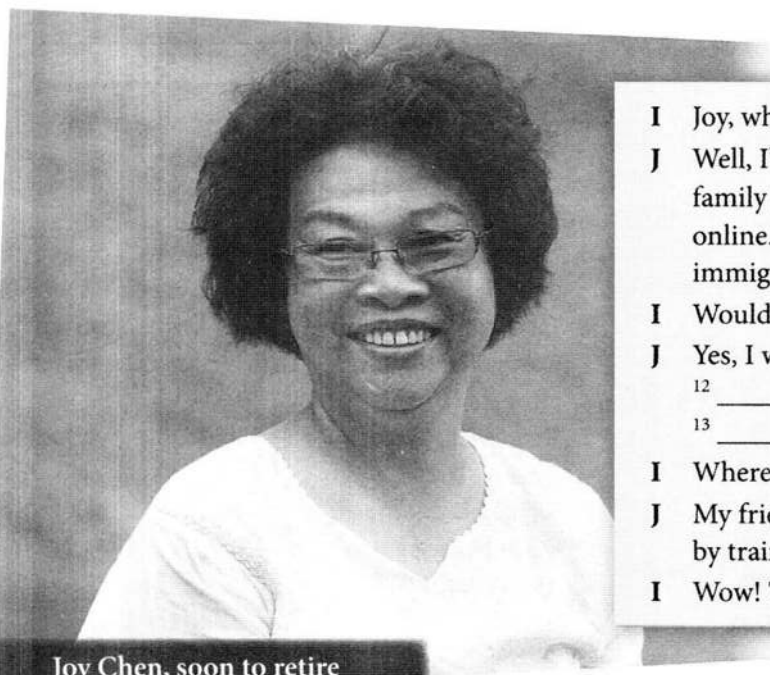 I Joy, wh
J Well, I'
family
online.
immig
I Would
J Yes, I w
12
13
I Where
J My frie
by trai
I Wow!
Joy Chen, soon to retire